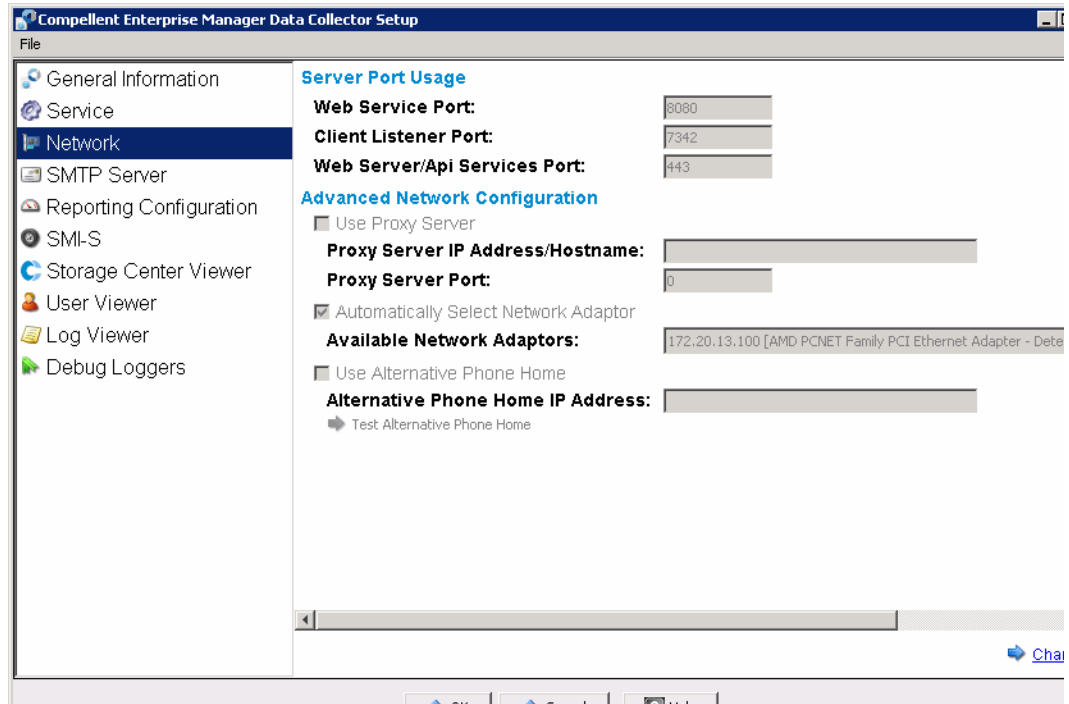 Compellent Enterprise Manager Data Collector Setup
File
General Information
Service
Network
SMTP Server
Reporting Configuration
SMI-S
Storage Center Viewer
User Viewer
Log Viewer
Debug Loggers
Server Port Usage
Web Service Port: 8080
Client Listener Port: 7342
Web Server/Api Services Port: 443
Advanced Network Configuration
Use Proxy Server
Proxy Server IP Address/Hostname:
Proxy Server Port: 0
Automatically Select Network Adaptor
Available Network Adaptors: 172.20.13.100 [AMD PCNET Family PCI Ethernet Adapter - Dete
Use Alternative Phone Home
Alternative Phone Home IP Address:
Test Alternative Phone Home
Char